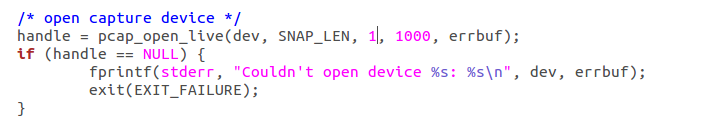 /* open capture device */
handle = pcap_open_live(dev, SNAP_LEN, 1, 1000, errbuf);
if (handle == NULL) {
        fprintf(stderr, "Couldn't open device %s: %s\n", dev, errbuf);
        exit(EXIT_FAILURE);
}